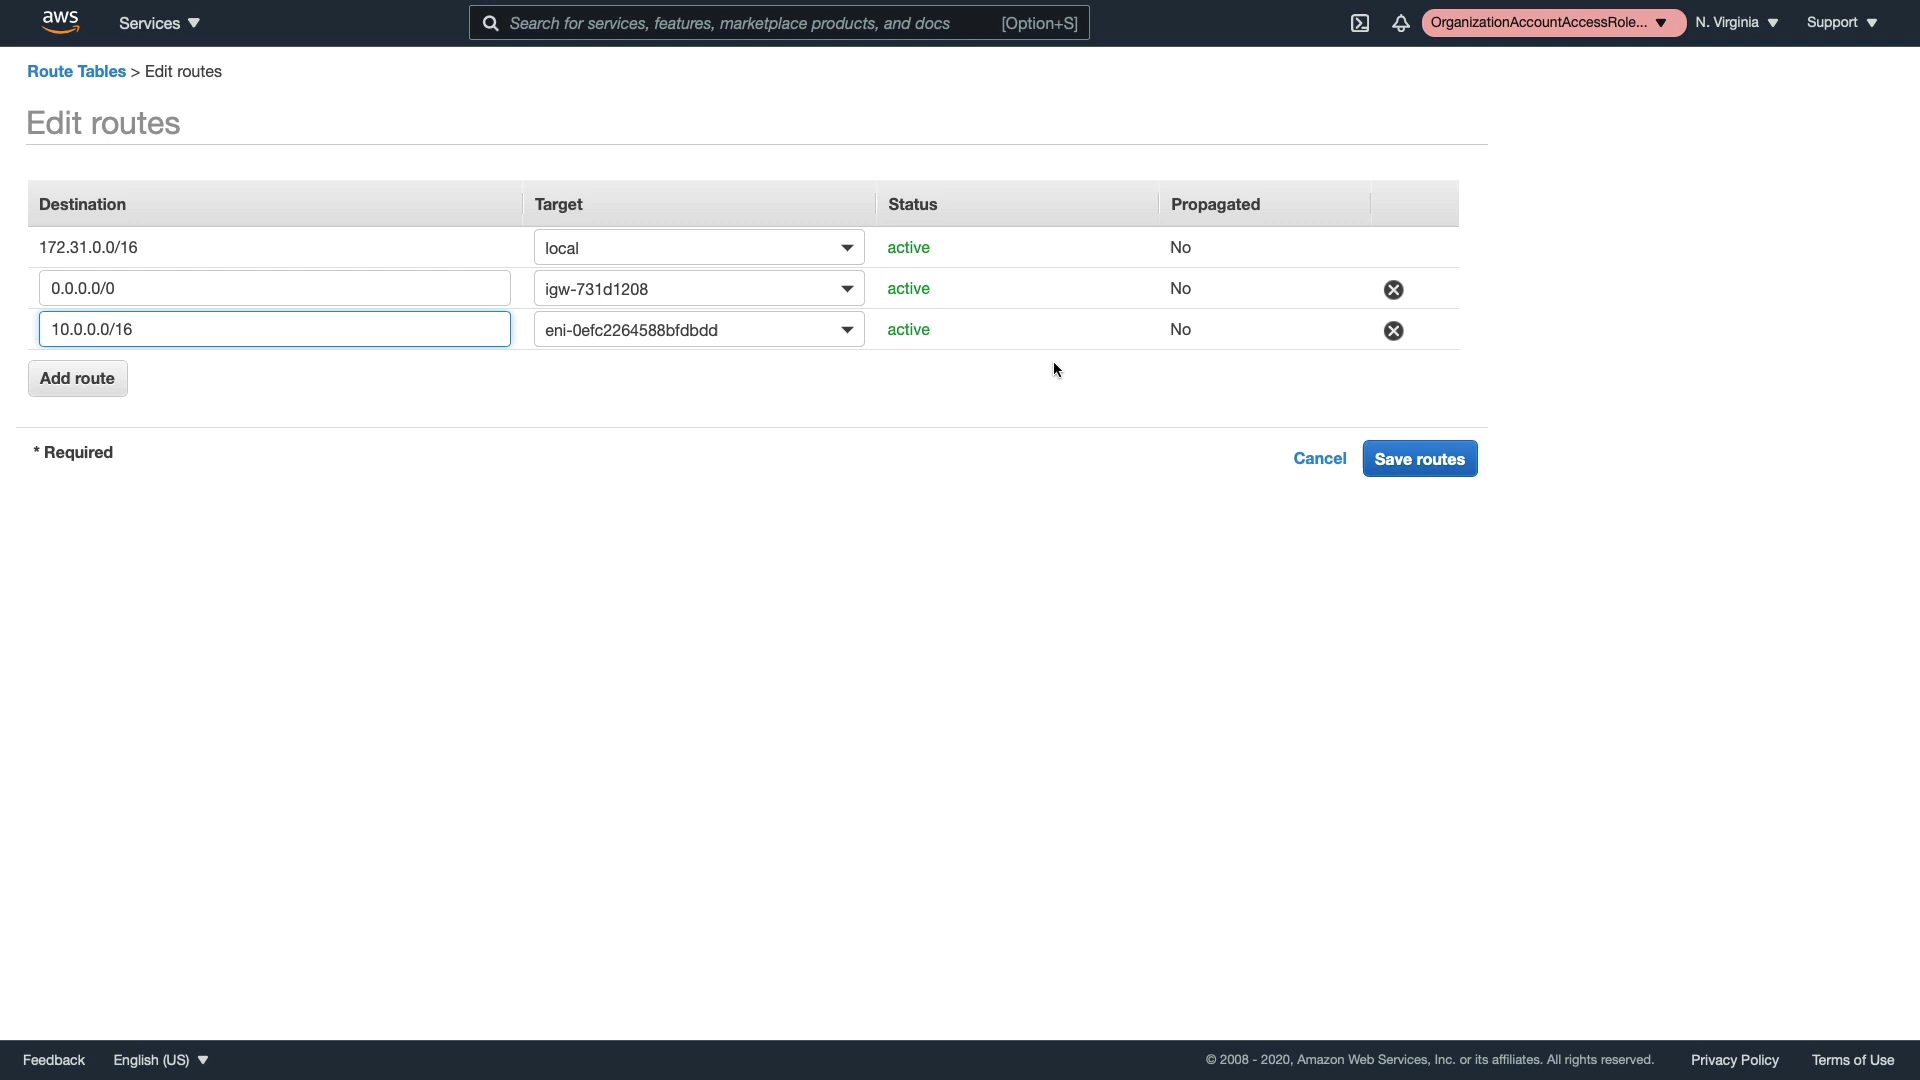 aws
Services
Search for services, features, marketplace products, and docs [Option+S]
OrganizationAccountAccessRole...
N. Virginia
Support
Route Tables > Edit routes
Edit routes
Destination Target Status Propagated
172.31.0.0/16 local active No
0.0.0.0/0 igw-731d1208 active No
10.0.0.0/16 eni-0efc2264588bfdbdd active No
Add route
* Required
Cancel Save routes
Feedback English (US) © 2008 - 2020, Amazon Web Services, Inc. or its affiliates. All rights reserved. Privacy Policy Terms of Use